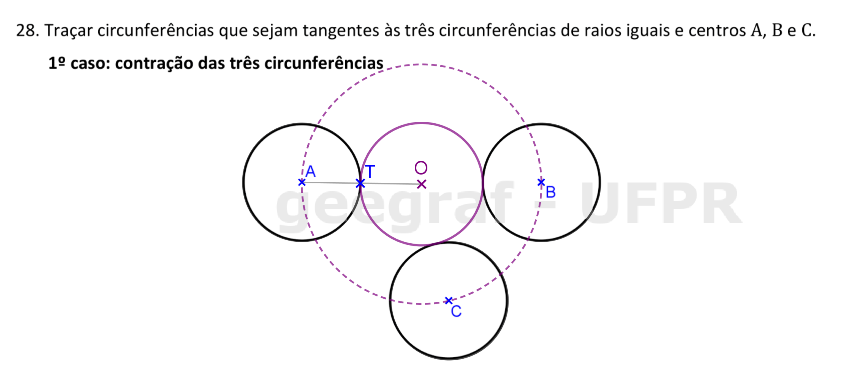 28. Traçar circunferências que sejam tangentes às três circunferências de raios iguais e centros A, B e C.
1º caso: contração das três circunferências
A
T
O
B
geegraf - UFPR
C